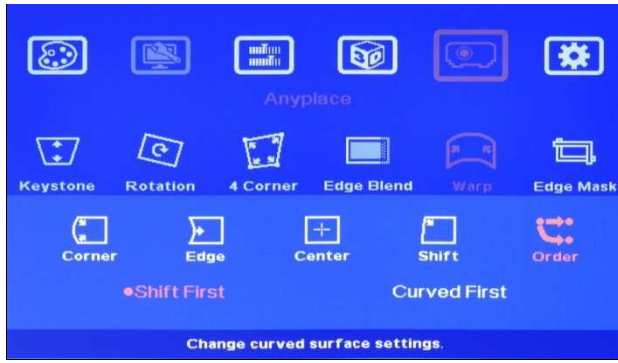 3D
Anyplace
Keystone Rotation 4 Corner Edge Blend Warp Edge Mask
Corner Edge Center Shift Order
•Shift First Curved First
Change curved surface settings.